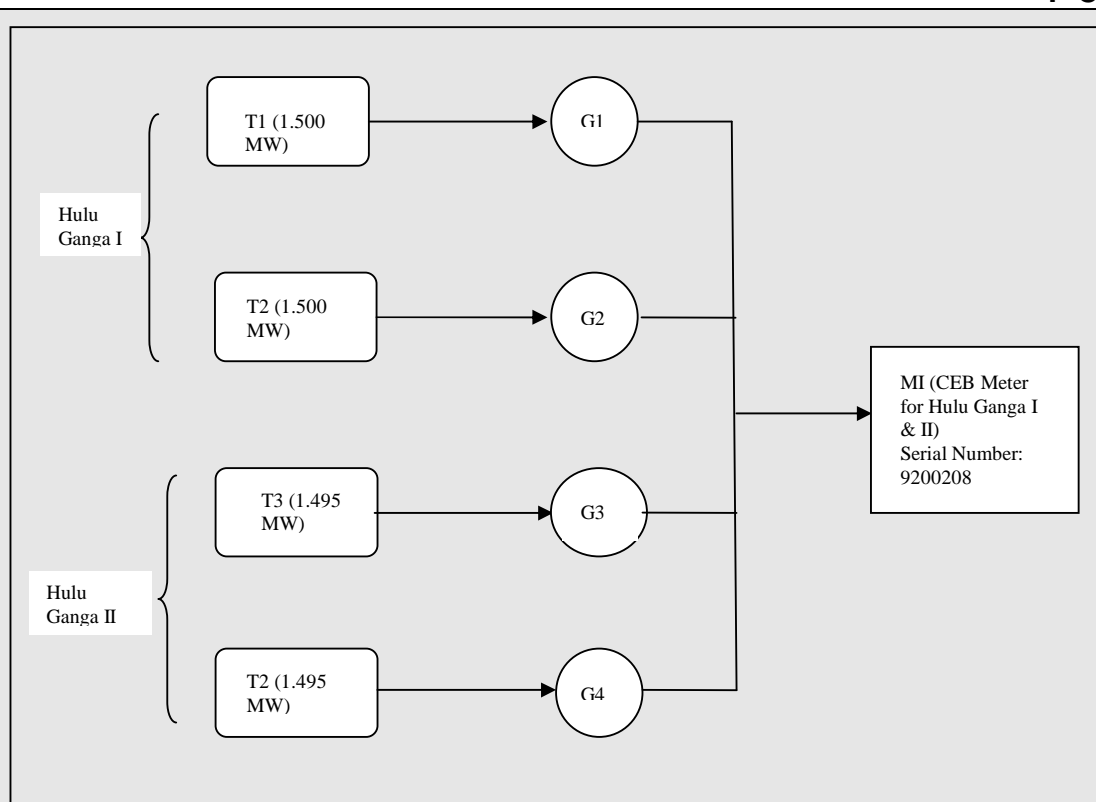 T1 (1.500
MW)
G1
Hulu
Ganga I
T2 (1.500
MW)
G2
MI (CEB Meter
for Hulu Ganga I
& II)
Serial Number:
9200208
T3 (1.495
MW)
G3
Hulu
Ganga II
T2 (1.495
MW)
G4